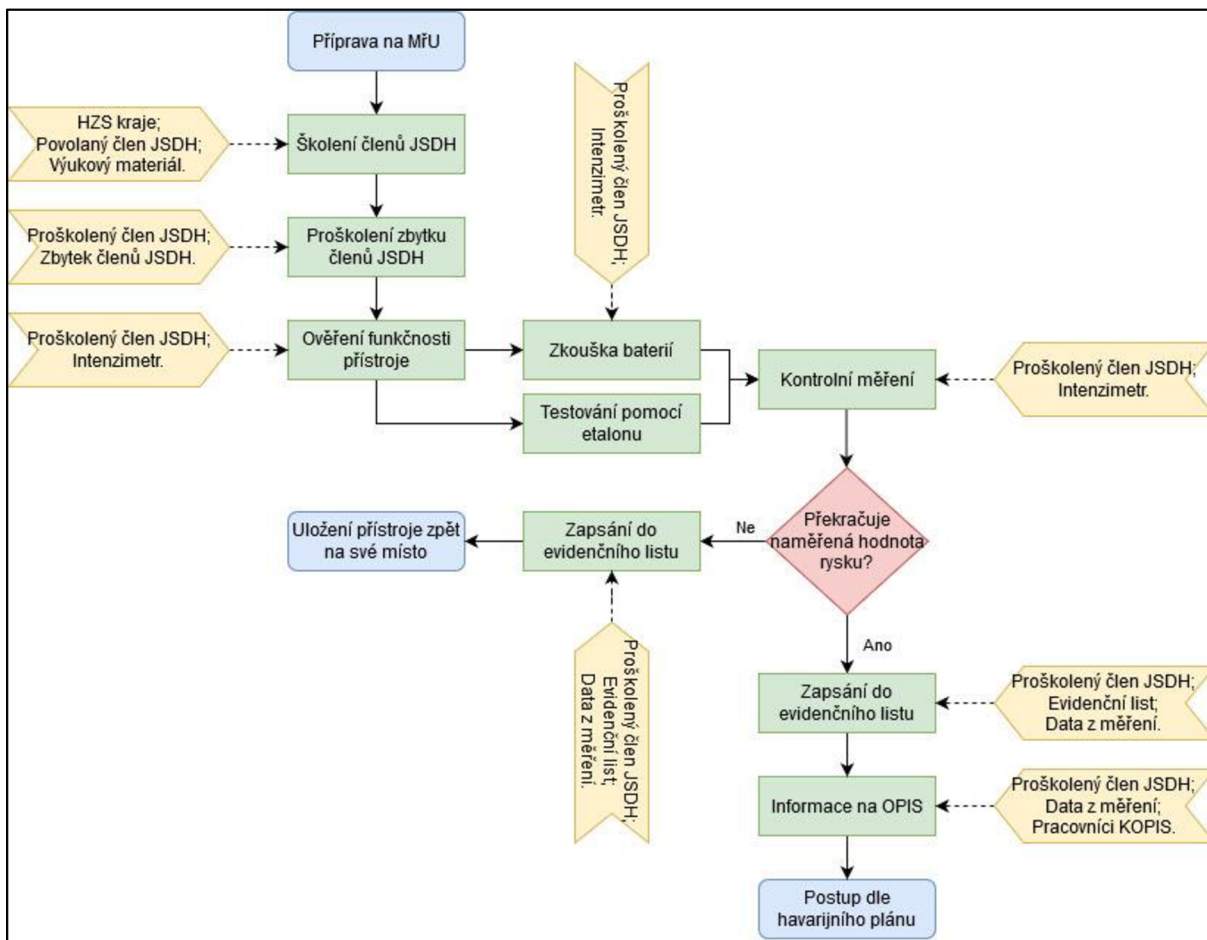 Příprava na MřU
HZS kraje;
Povolaný člen JSDH;
Výukový materiál.
Školení členů JSDH
Proškolený člen JSDH;
Intenzimetr.
Proškolený člen JSDH;
Zbytek členů JSDH.
Proškolení zbytku
členů JSDH
Proškolený člen JSDH;
Intenzimetr.
Ověření funkčnosti
přístroje
Zkouška baterií
Testování pomocí
etalonu
Kontrolní měření
Proškolený člen JSDH;
Intenzimetr.
Překračuje
naměřená hodnota
rysku?
Ne
Zapsání do
evidenčního listu
Uložení přístroje zpět
na své místo
Proškolený člen JSDH;
Evidenční list;
Data z měření.
Ano
Zapsání do
evidenčního listu
Proškolený člen JSDH;
Evidenční list;
Data z měření.
Informace na OPIS
Proškolený člen JSDH;
Data z měření;
Pracovníci KOPIS.
Postup dle
havarijního plánu